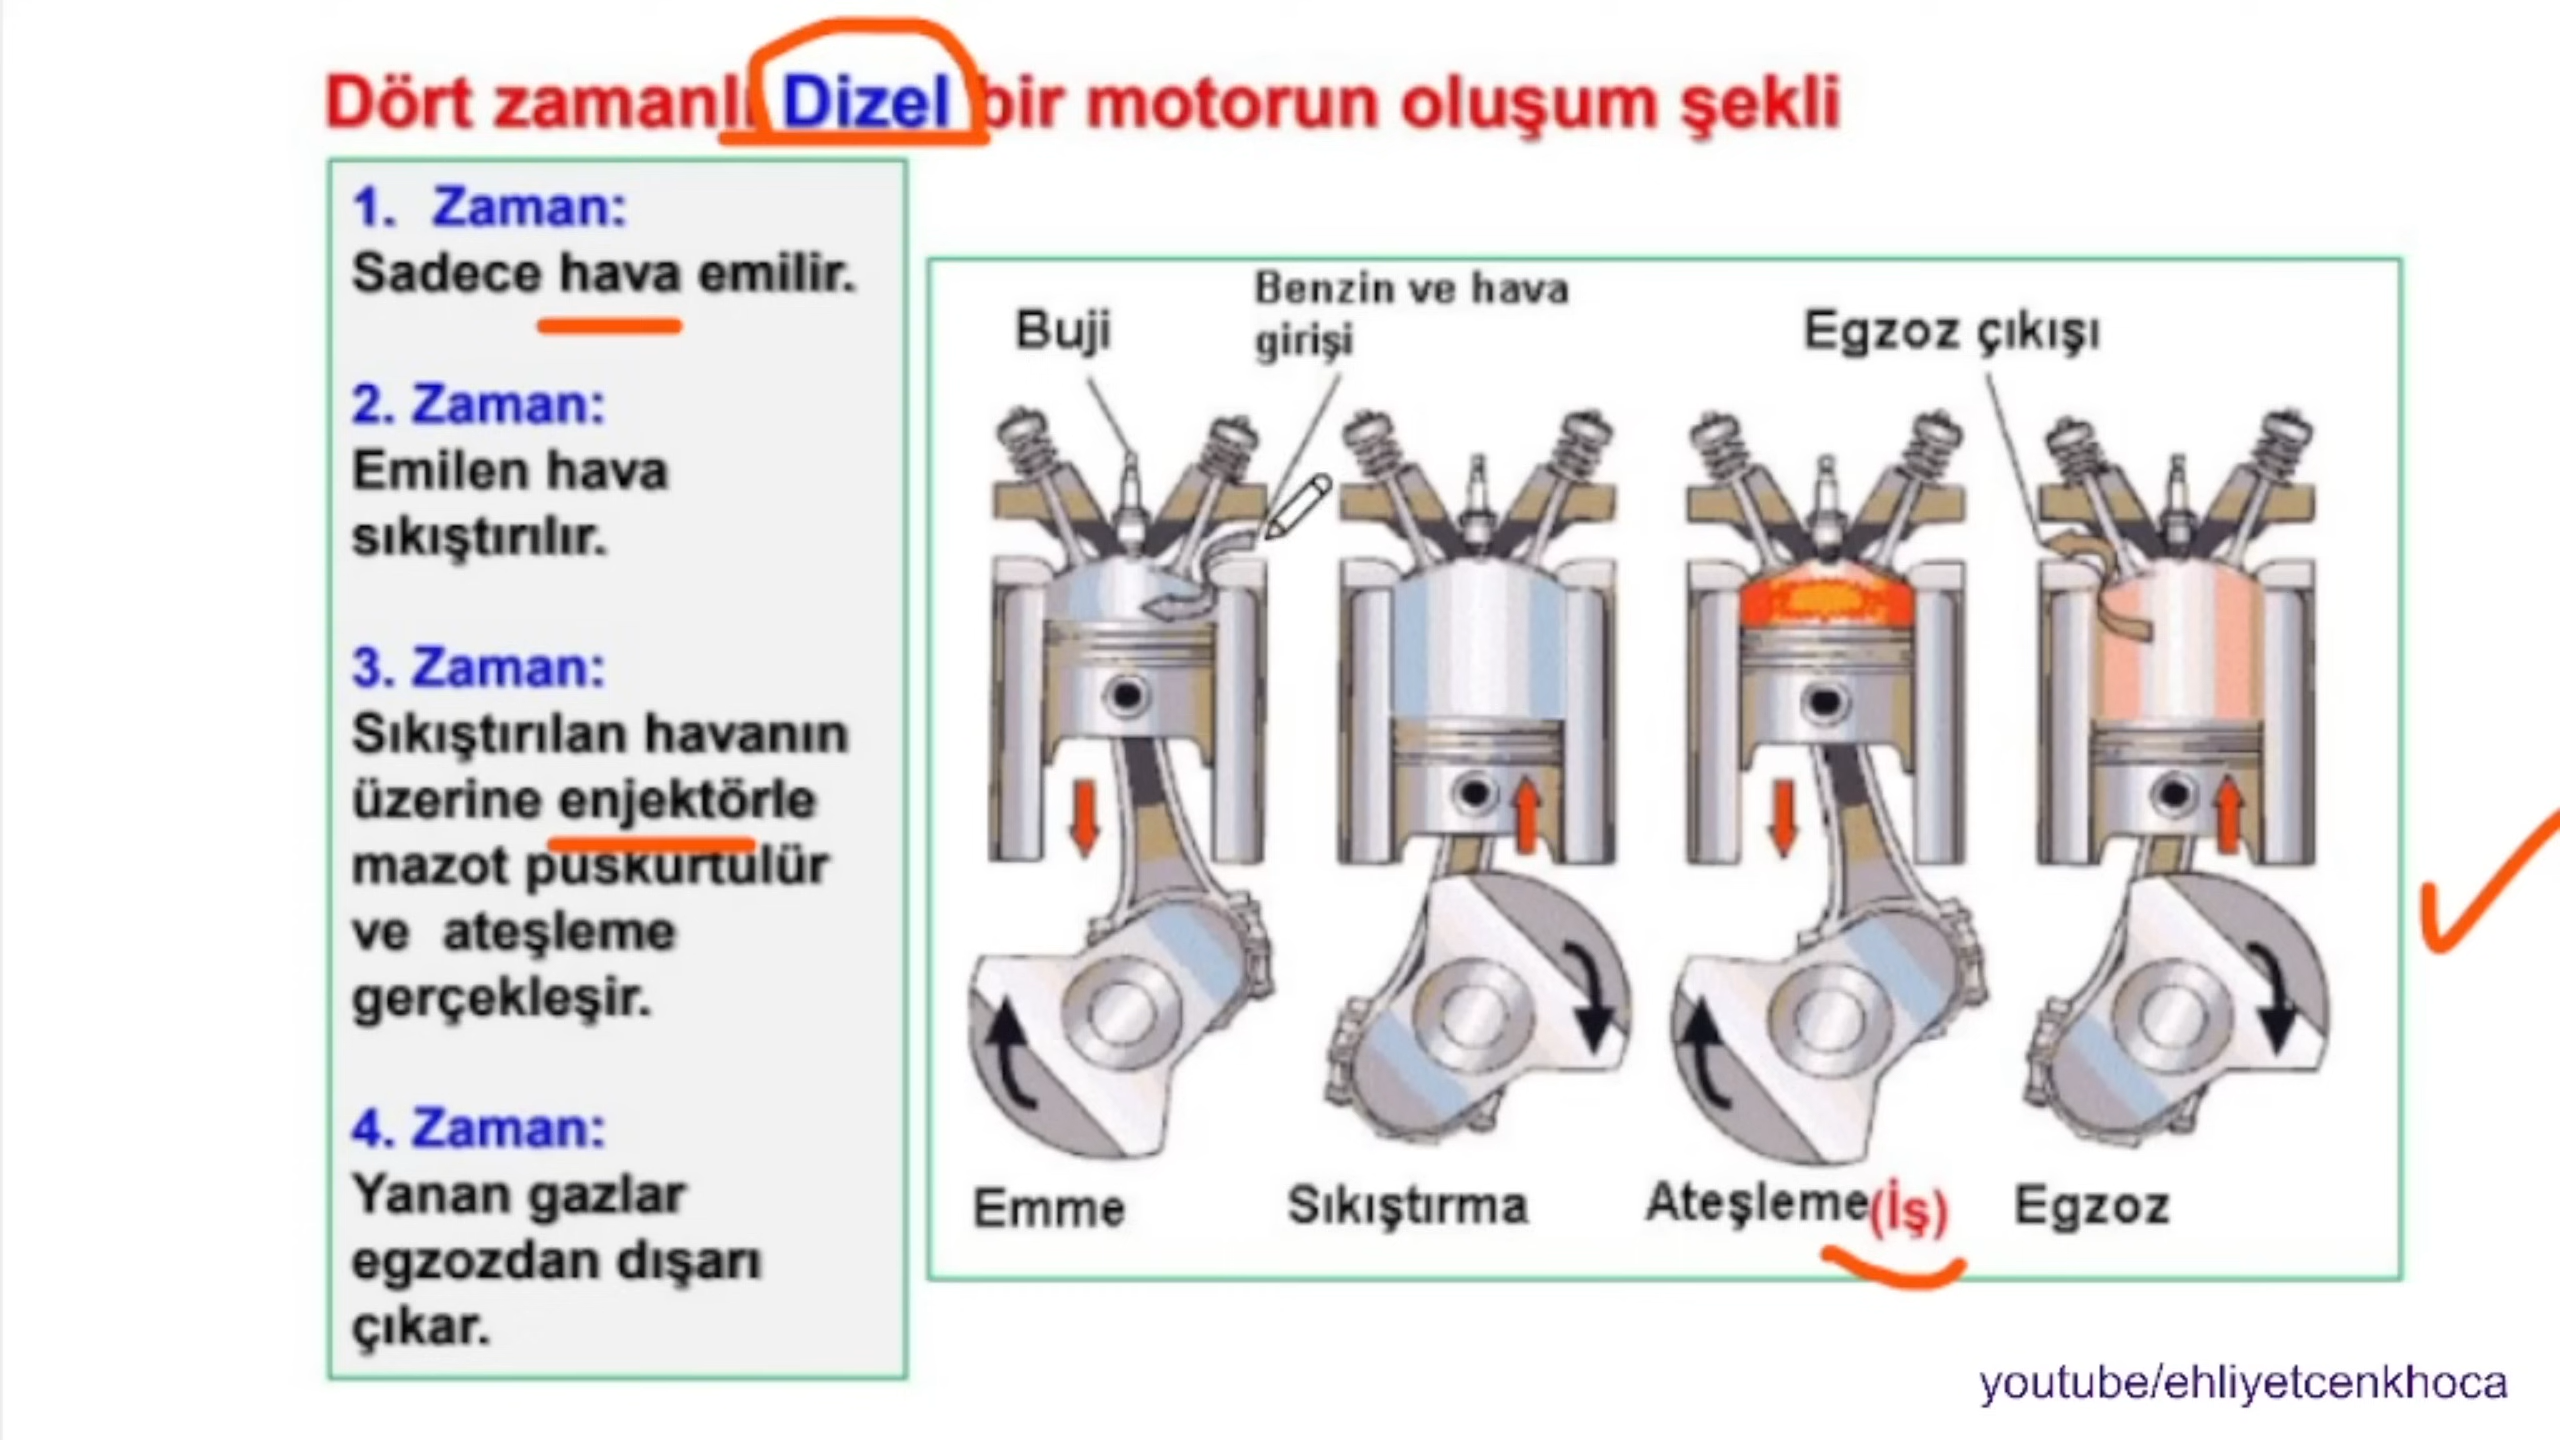 Dört zamanlı Dizel bir motorun oluşum şekli
1. Zaman:
Sadece hava emilir.
2. Zaman:
Emilen hava
sıkıştırılır.
3. Zaman:
Sıkıştırılan havanın
üzerine enjektörle
mazot püskürtülür
ve ateşleme
gerçekleşir.
4. Zaman:
Yanan gazlar
egzozdan dışarı
çıkar.
Buji
Benzin ve hava
girişi
Egzoz çıkışı
Emme
Sıkıştırma
Ateşleme(İş)
Egzoz
youtube/ehliyetcenkhoca